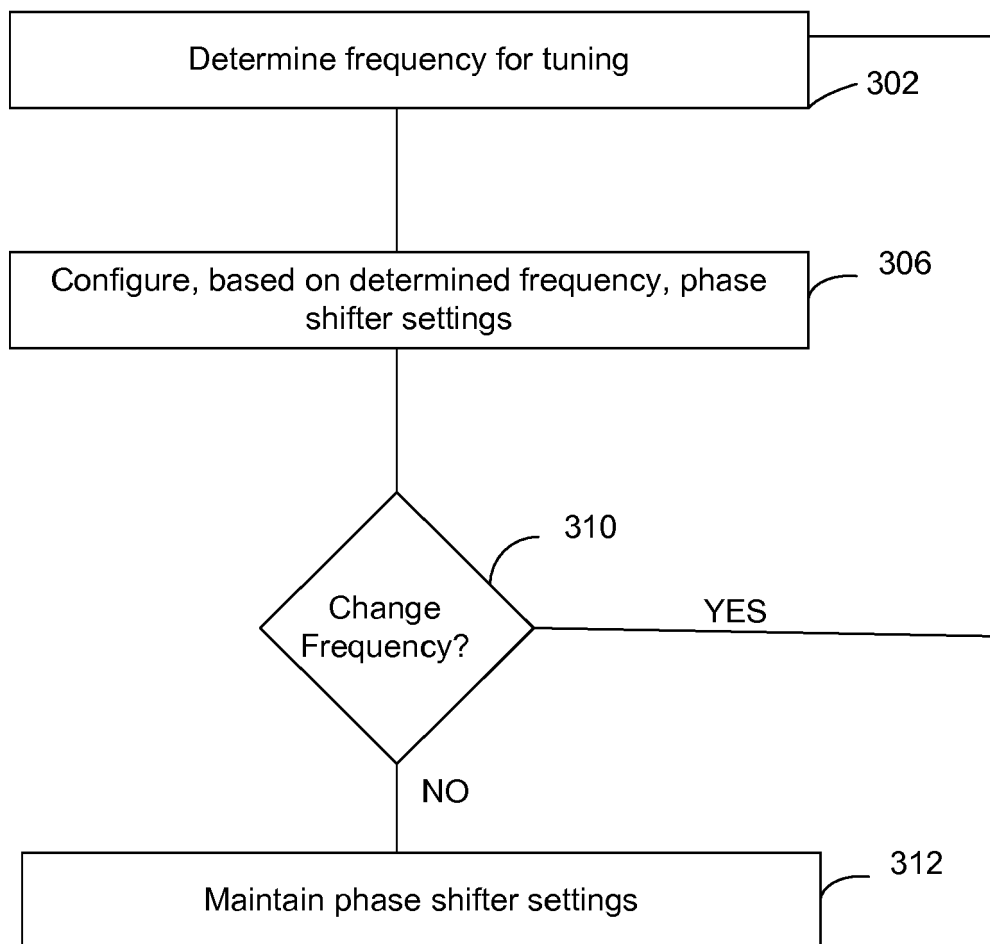 Determine frequency for tuning
302
Configure, based on determined frequency, phase
shifter settings
306
310
Change
Frequency?
YES
NO
312
Maintain phase shifter settings